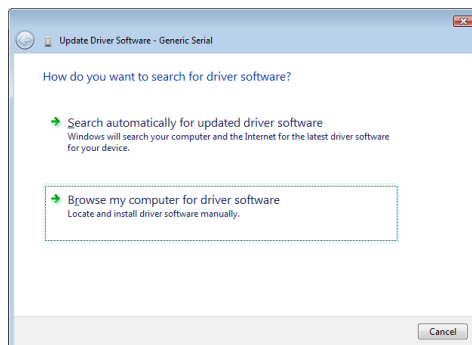 Update Driver Software - Generic Serial
How do you want to search for driver software?
Search automatically for updated driver software
Windows will search your computer and the Internet for the latest driver software
for your device.
Browse my computer for driver software
Locate and install driver software manually.
Cancel